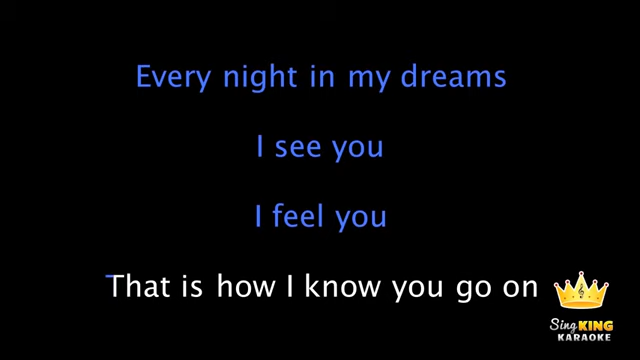 Every night in my dreams
I see you
I feel you
That is how I know you go on
Sing KING
KARAOKE